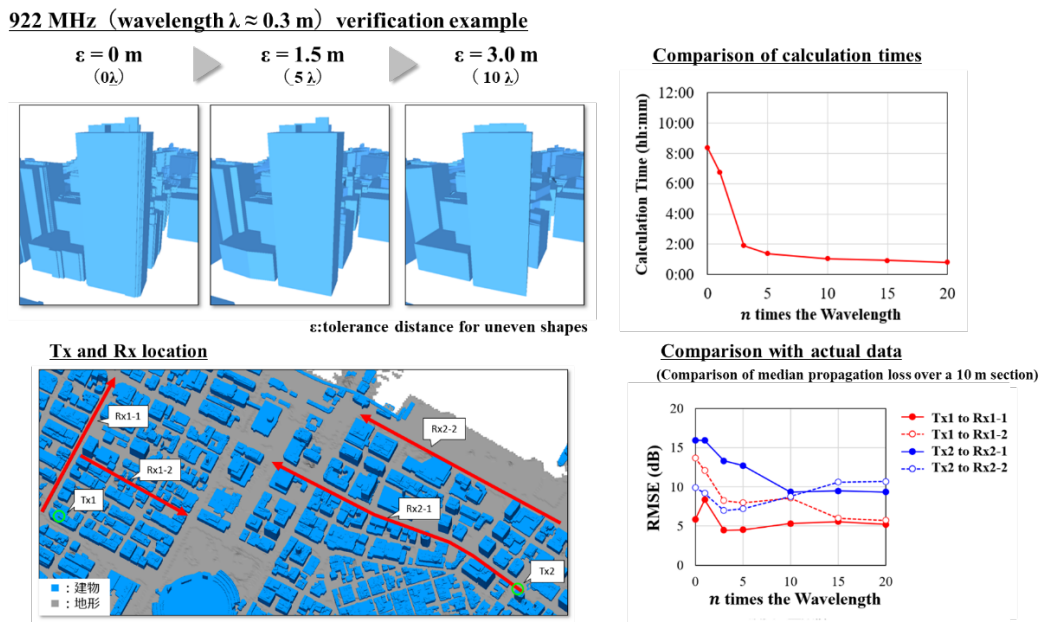 922 MHz（wavelength λ ≈ 0.3 m）verification example
ε = 0 m
（0λ）
ε = 1.5 m
（5 λ）
ε = 3.0 m
（10 λ）
ε:tolerance distance for uneven shapes
Comparison of calculation times
Calculation Time (hh:mm)
12:00
10:00
8:00
6:00
4:00
2:00
0:00
0
5
10
15
20
n times the Wavelength
Tx and Rx location
Rx1-1
Rx1-2
Tx1
Rx2-2
Rx2-1
Tx2
■：建物
■：地形
Comparison with actual data
(Comparison of median propagation loss over a 10 m section)
RMSE (dB)
20
15
10
5
0
0
5
10
15
20
n times the Wavelength
Tx1 to Rx1-1
Tx1 to Rx1-2
Tx2 to Rx2-1
Tx2 to Rx2-2